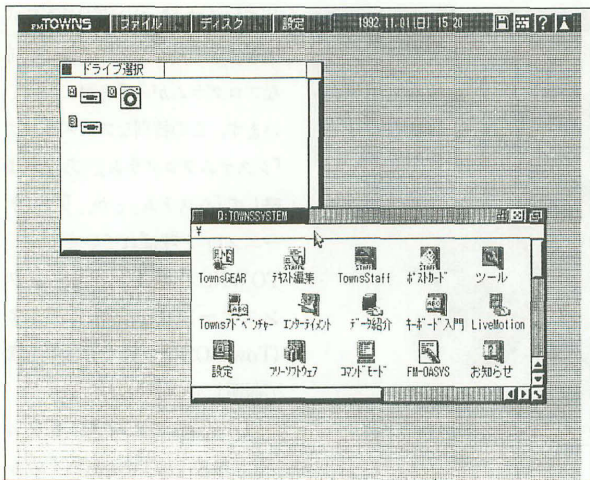 FMTOWNS ファイル ディスク 設定 1992.11.01(日) 15:20 ?
ドライブ選択
A Q
B
Q:TOWNSSYSTEM
¥
TownsGEAR テキスト編集 TownsStaff ポストカード ツール
Townsアドベンチャー エンターテイメント データ紹介 キーボード入門 LiveMotion
設定 フリーソフトウェア コマンドモード FM-OASYS お知らせ